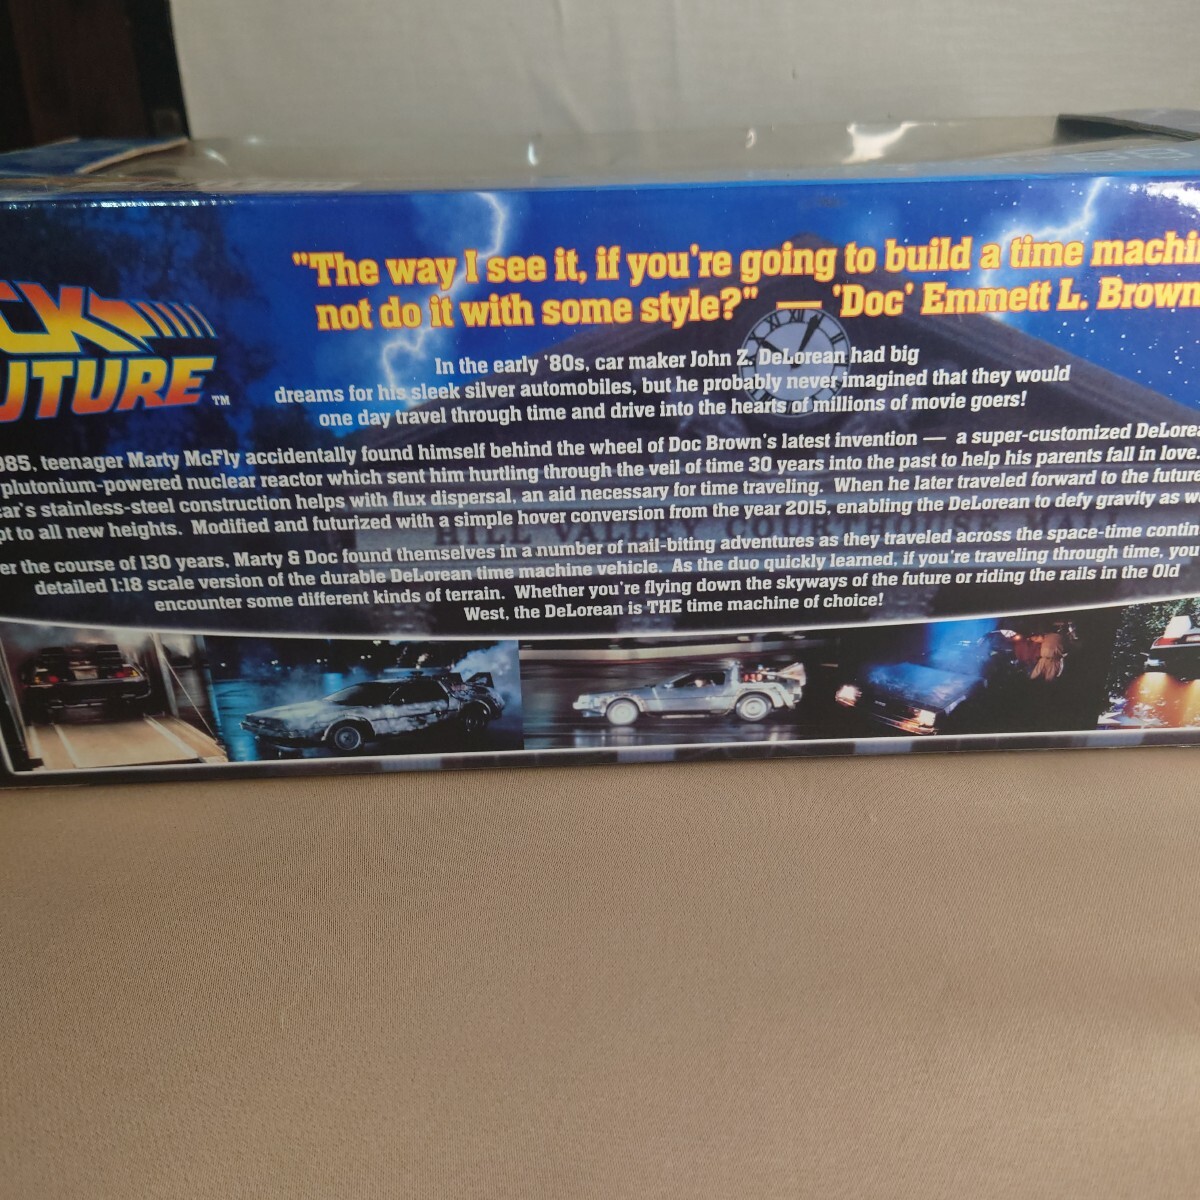 "The way I see it, if you're going to build a time
not do it with some style?" — 'Doc' Emmett L. Brown
UTURE TM
In the early '80s, car maker John Z. DeLorean had big
dreams for his sleek silver automobiles, but he probably never imagined that they would
one day travel through time and drive into the hearts of millions of movie goers!
985, teenager Marty McFly accidentally found himself behind the wheel of Doc Brown's latest invention — a super-customized
plutonium-powered nuclear reactor which sent him hurtling through the veil of time 30 years into the past to help his parents fall in love.
car's stainless-steel construction helps with flux dispersal, an aid necessary for time traveling. When he later traveled forward to the
pt to all new heights. Modified and futurized with a simple hover conversion from the year 2015, enabling the DeLorean to defy gravity as
er the course of 130 years, Marty & Doc found themselves in a number of nail-biting adventures as they traveled across the space-time
detailed 1:18 scale version of the durable DeLorean time machine vehicle. As the duo quickly learned, if you're traveling through time, you
encounter some different kinds of terrain. Whether you're flying down the skyways of the future or riding the rails in the Old
West, the DeLorean is THE time machine of choice!
HILL VALLEY COURTHOUSE